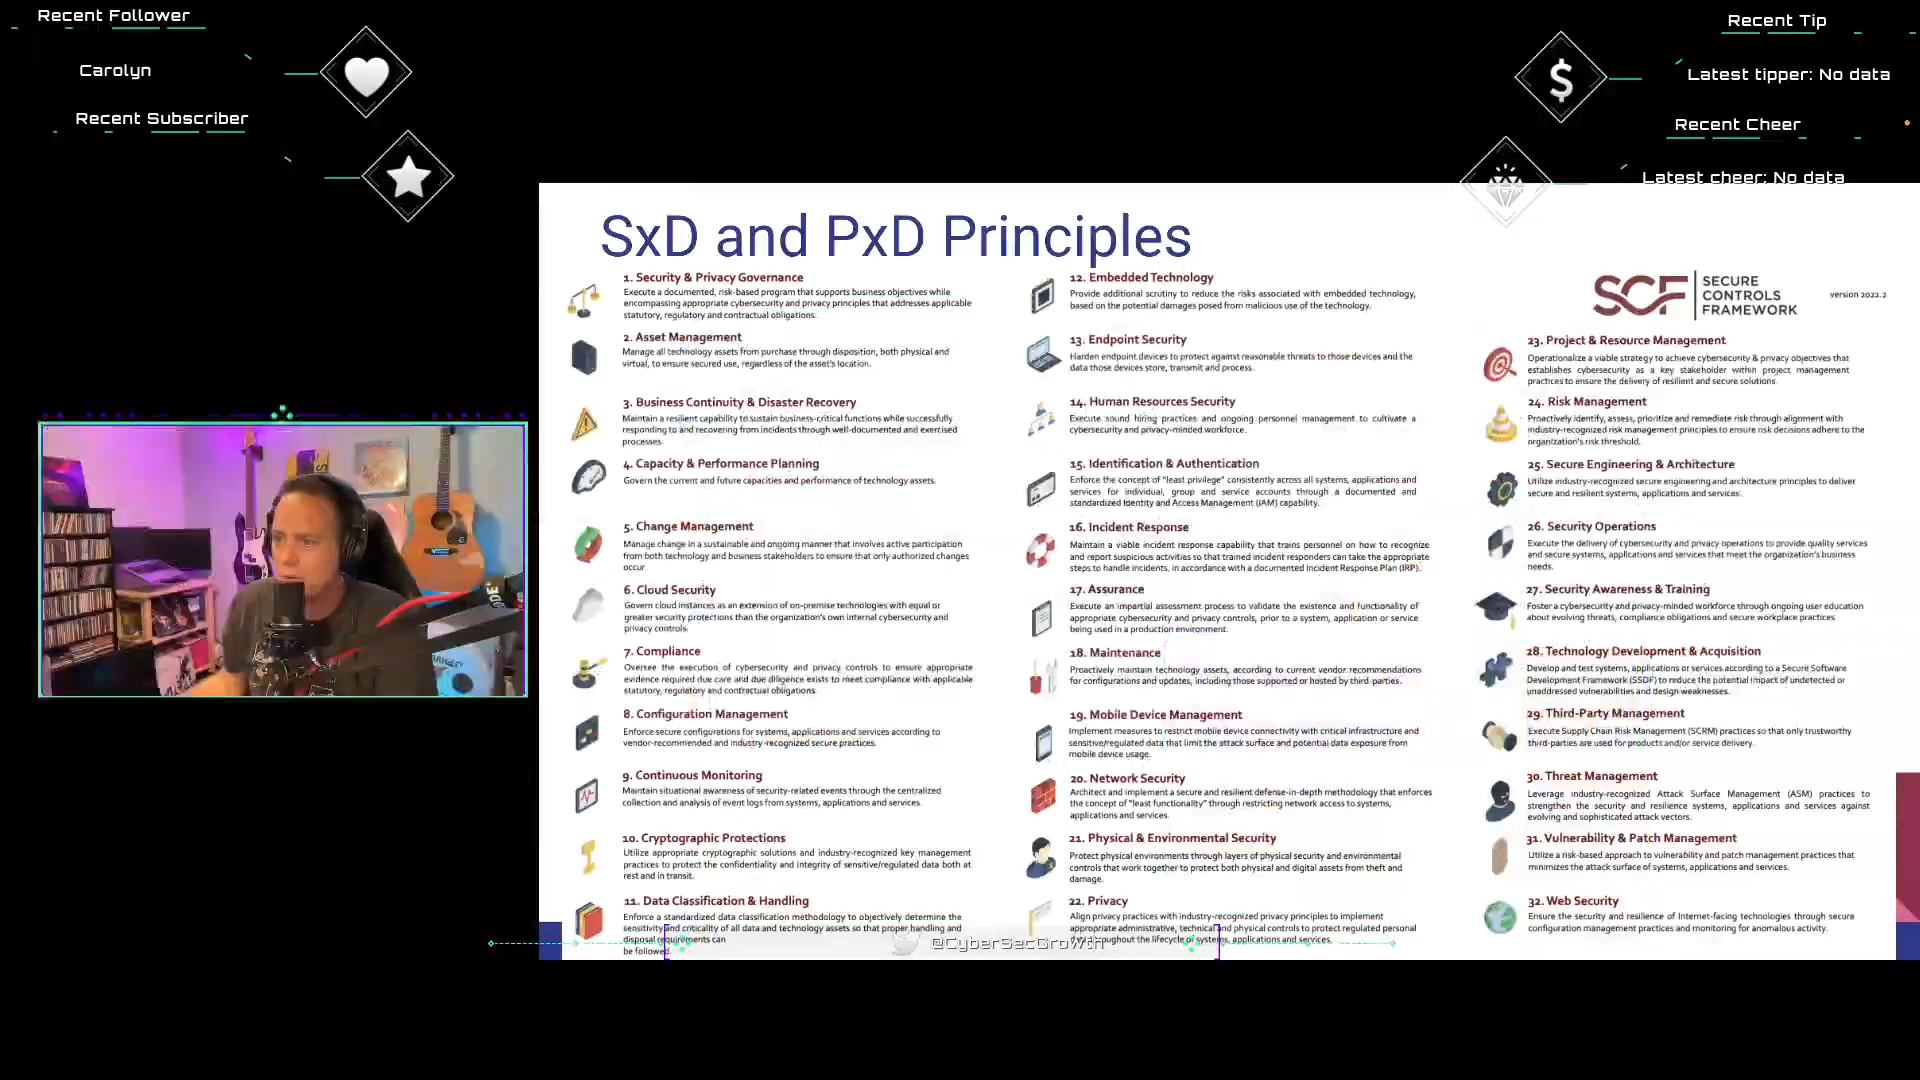 Recent Follower
Carolyn
Recent Subscriber
Recent Tip
Latest tipper: No data
Recent Cheer
Latest cheer: No data
SxD and PxD Principles
SCF
SECURE
CONTROLS
FRAMEWORK
version 2022.2
1. Security & Privacy Governance
Execute a documented, risk-based program that supports business objectives while
encompassing appropriate cybersecurity and privacy principles that addresses applicable
statutory, regulatory and contractual obligations.
2. Asset Management
Manage all technology assets from purchase through disposition, both physical and
virtual, to ensure secured use, regardless of the asset's location.
3. Business Continuity & Disaster Recovery
Maintain a resilient capability to sustain business-critical functions while successfully
responding to and recovering from incidents through well-documented and exercised
processes.
4. Capacity & Performance Planning
Govern the current and future capacities and performance of technology assets.
5. Change Management
Manage change in a sustainable and ongoing manner that involves active participation
from both technology and business stakeholders to ensure that only authorized changes
occur.
6. Cloud Security
Govern cloud instances as an extension of on-premise technologies with equal or
greater security protections than the organization's own internal cybersecurity and
privacy controls.
7. Compliance
Oversee the execution of cybersecurity and privacy controls to ensure appropriate
evidence required due care and due diligence exists to meet compliance with applicable
statutory, regulatory and contractual obligations.
8. Configuration Management
Enforce secure configurations for systems, applications and services according to
vendor-recommended and industry-recognized secure practices.
9. Continuous Monitoring
Maintain situational awareness of security-related events through the centralized
collection and analysis of event logs from systems, applications and services.
10. Cryptographic Protections
Utilize appropriate cryptographic solutions and industry-recognized key management
practices to protect the confidentiality and integrity of sensitive/regulated data both at
rest and in transit.
11. Data Classification & Handling
Enforce a standardized data classification methodology to objectively determine the
sensitivity and criticality of all data and technology assets so that proper handling and
disposal requirements can
be followed.
12. Embedded Technology
Provide additional scrutiny to reduce the risks associated with embedded technology,
based on the potential damages posed from malicious use of the technology.
13. Endpoint Security
Harden endpoint devices to protect against reasonable threats to those devices and the
data those devices store, transmit and process.
14. Human Resources Security
Execute sound hiring practices and ongoing personnel management to cultivate a
cybersecurity and privacy-minded workforce.
15. Identification & Authentication
Enforce the concept of "least privilege" consistently across all systems, applications and
services for individual, group and service accounts through a documented and
standardized Identity and Access Management (IAM) capability.
16. Incident Response
Maintain a viable incident response capability that trains personnel on how to recognize
and report suspicious activities so that trained incident responders can take the appropriate
steps to handle incidents, in accordance with a documented Incident Response Plan (IRP).
17. Assurance
Execute an impartial assessment process to validate the existence and functionality of
appropriate cybersecurity and privacy controls, prior to a system, application or service
being used in a production environment.
18. Maintenance
Proactively maintain technology assets, according to current vendor recommendations
for configurations and updates, including those supported or hosted by third-parties.
19. Mobile Device Management
Implement measures to restrict mobile device connectivity with critical infrastructure and
sensitive/regulated data that limit the attack surface and potential data exposure from
mobile device usage.
20. Network Security
Architect and implement a secure and resilient defense-in-depth methodology that enforces
the concept of "least functionality" through restricting network access to systems,
applications and services.
21. Physical & Environmental Security
Protect physical environments through layers of physical security and environmental
controls that work together to protect both physical and digital assets from theft and
damage.
22. Privacy
Align privacy practices with industry-recognized privacy principles to implement
appropriate administrative, technical and physical controls to protect regulated personal
throughout the lifecycle of systems, applications and services.
23. Project & Resource Management
Operationalize a viable strategy to achieve cybersecurity & privacy objectives that
establishes cybersecurity as a key stakeholder within project management
practices to ensure the delivery of resilient and secure solutions.
24. Risk Management
Proactively identify, assess, prioritize and remediate risk through alignment with
industry-recognized risk management principles to ensure risk decisions adhere to the
organization's risk threshold.
25. Secure Engineering & Architecture
Utilize industry-recognized secure engineering and architecture principles to deliver
secure and resilient systems, applications and services.
26. Security Operations
Execute the delivery of cybersecurity and privacy operations to provide quality services
and secure systems, applications and services that meet the organization's business
needs.
27. Security Awareness & Training
Foster a cybersecurity and privacy-minded workforce through ongoing user education
about evolving threats, compliance obligations and secure workplace practices.
28. Technology Development & Acquisition
Develop and test systems, applications or services according to a Secure Software
Development Framework (SSDF) to reduce the potential impact of undetected or
unaddressed vulnerabilities and design weaknesses.
29. Third-Party Management
Execute Supply Chain Risk Management (SCRM) practices so that only trustworthy
third-parties are used for products and/or service delivery.
30. Threat Management
Leverage industry-recognized Attack Surface Management (ASM) practices to
strengthen the security and resilience systems, applications and services against
evolving and sophisticated attack vectors.
31. Vulnerability & Patch Management
Utilize a risk-based approach to vulnerability and patch management practices that
minimizes the attack surface of systems, applications and services.
32. Web Security
Ensure the security and resilience of Internet-facing technologies through secure
configuration management practices and monitoring for anomalous activity.
@CyberSecGrowth